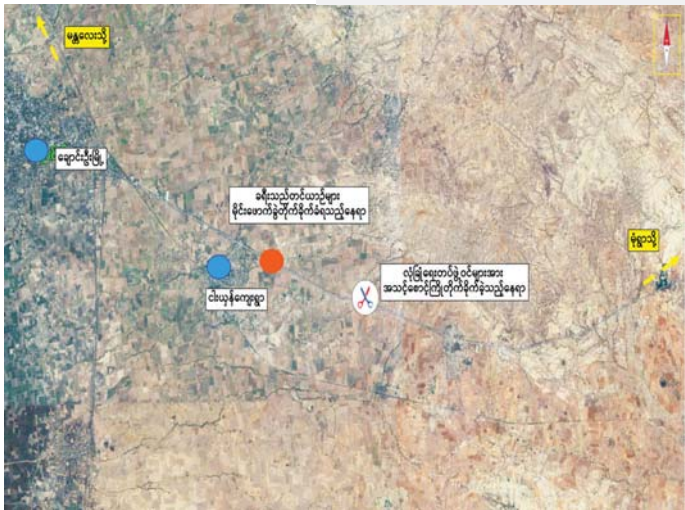 မန္တလေးသို့
ချောင်းဦးမြို့
ခရီးသည်တင်ယာဉ်များ
မိုင်းဖောက်ခွဲတိုက်ခိုက်ခံရသည့်နေရာ
မုံရွာသို့
ငါးယှန်ကျေးရွာ
လုံခြုံရေးတပ်ဖွဲ့ဝင်များအား
အသင့်စောင့်ကြိုတိုက်ခိုက်ခဲ့သည့်နေရာ